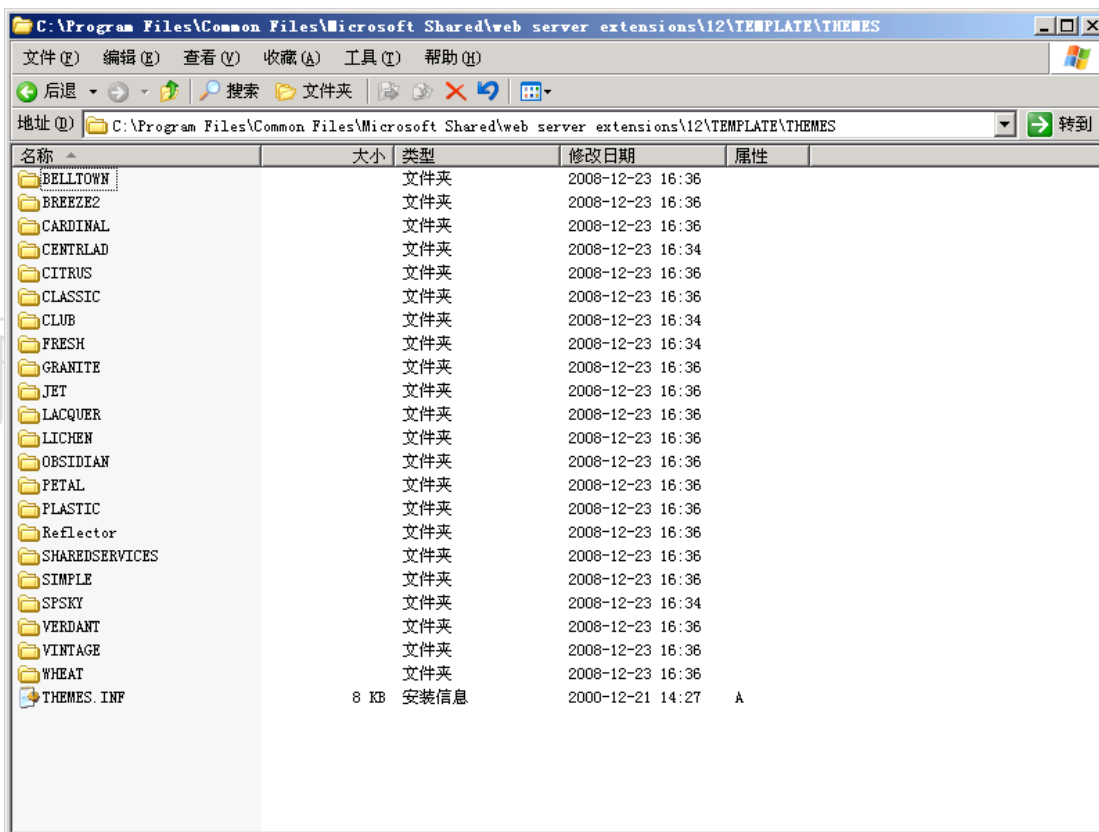 C:\Program Files\Common Files\Microsoft Shared\web server extensions\12\TEMPLATE\THEMES
文件(F) 编辑(E) 查看(V) 收藏(A) 工具(T) 帮助(H)
后退 搜索 文件夹
地址(D) C:\Program Files\Common Files\Microsoft Shared\web server extensions\12\TEMPLATE\THEMES 转到
名称 大小 类型 修改日期 属性
BELLTOWN 文件夹 2008-12-23 16:36
BREEZE2 文件夹 2008-12-23 16:36
CARDINAL 文件夹 2008-12-23 16:36
CENTRLAD 文件夹 2008-12-23 16:34
CITRUS 文件夹 2008-12-23 16:36
CLASSIC 文件夹 2008-12-23 16:36
CLUB 文件夹 2008-12-23 16:34
FRESH 文件夹 2008-12-23 16:34
GRANITE 文件夹 2008-12-23 16:36
JET 文件夹 2008-12-23 16:36
LACQUER 文件夹 2008-12-23 16:36
LICHEN 文件夹 2008-12-23 16:36
OBSIDIAN 文件夹 2008-12-23 16:36
PETAL 文件夹 2008-12-23 16:36
PLASTIC 文件夹 2008-12-23 16:36
Reflector 文件夹 2008-12-23 16:36
SHAREDSERVICES 文件夹 2008-12-23 16:36
SIMPLE 文件夹 2008-12-23 16:36
SPSKY 文件夹 2008-12-23 16:34
VERDANT 文件夹 2008-12-23 16:36
VINTAGE 文件夹 2008-12-23 16:36
WHEAT 文件夹 2008-12-23 16:36
THEMES.INF 8 KB 安装信息 2000-12-21 14:27 A